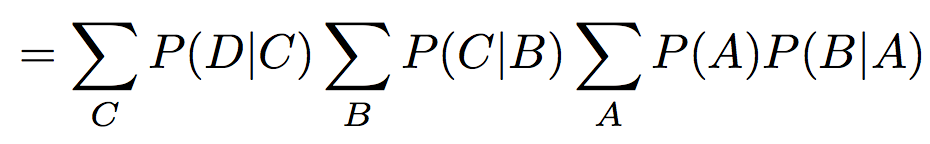 = ∑_C P(D|C) ∑_B P(C|B) ∑_A P(A)P(B|A)